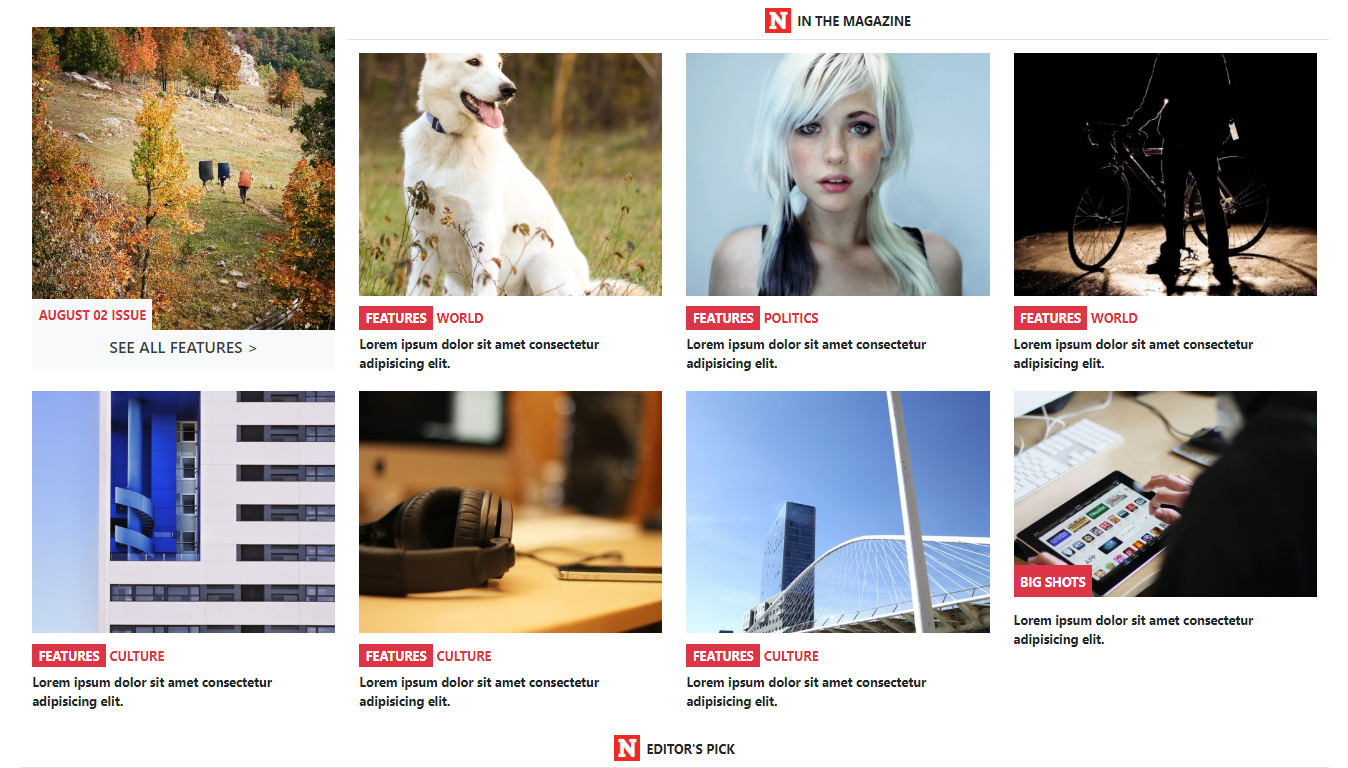 N IN THE MAGAZINE
AUGUST 02 ISSUE
SEE ALL FEATURES >
FEATURES WORLD
Lorem ipsum dolor sit amet consectetur
adipisicing elit.
FEATURES POLITICS
Lorem ipsum dolor sit amet consectetur
adipisicing elit.
FEATURES WORLD
Lorem ipsum dolor sit amet consectetur
adipisicing elit.
FEATURES CULTURE
Lorem ipsum dolor sit amet consectetur
adipisicing elit.
FEATURES CULTURE
Lorem ipsum dolor sit amet consectetur
adipisicing elit.
FEATURES CULTURE
Lorem ipsum dolor sit amet consectetur
adipisicing elit.
BIG SHOTS
Lorem ipsum dolor sit amet consectetur
adipisicing elit.
N EDITOR'S PICK